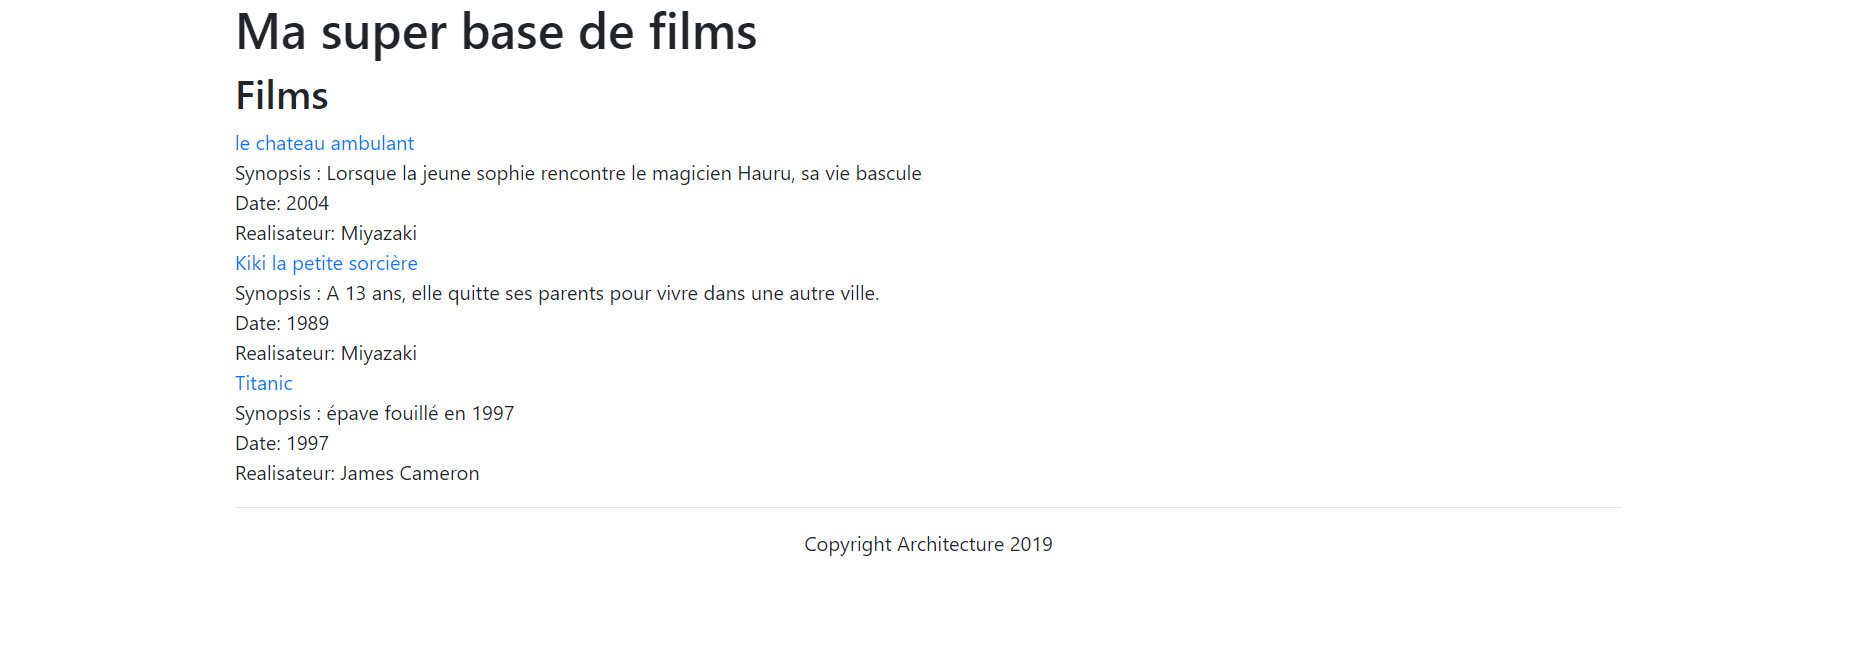 Ma super base de films
Films
le chateau ambulant
Synopsis : Lorsque la jeune sophie rencontre le magicien Hauru, sa vie bascule
Date: 2004
Realisateur: Miyazaki
Kiki la petite sorcière
Synopsis : A 13 ans, elle quitte ses parents pour vivre dans une autre ville.
Date: 1989
Realisateur: Miyazaki
Titanic
Synopsis : épave fouillé en 1997
Date: 1997
Realisateur: James Cameron
Copyright Architecture 2019